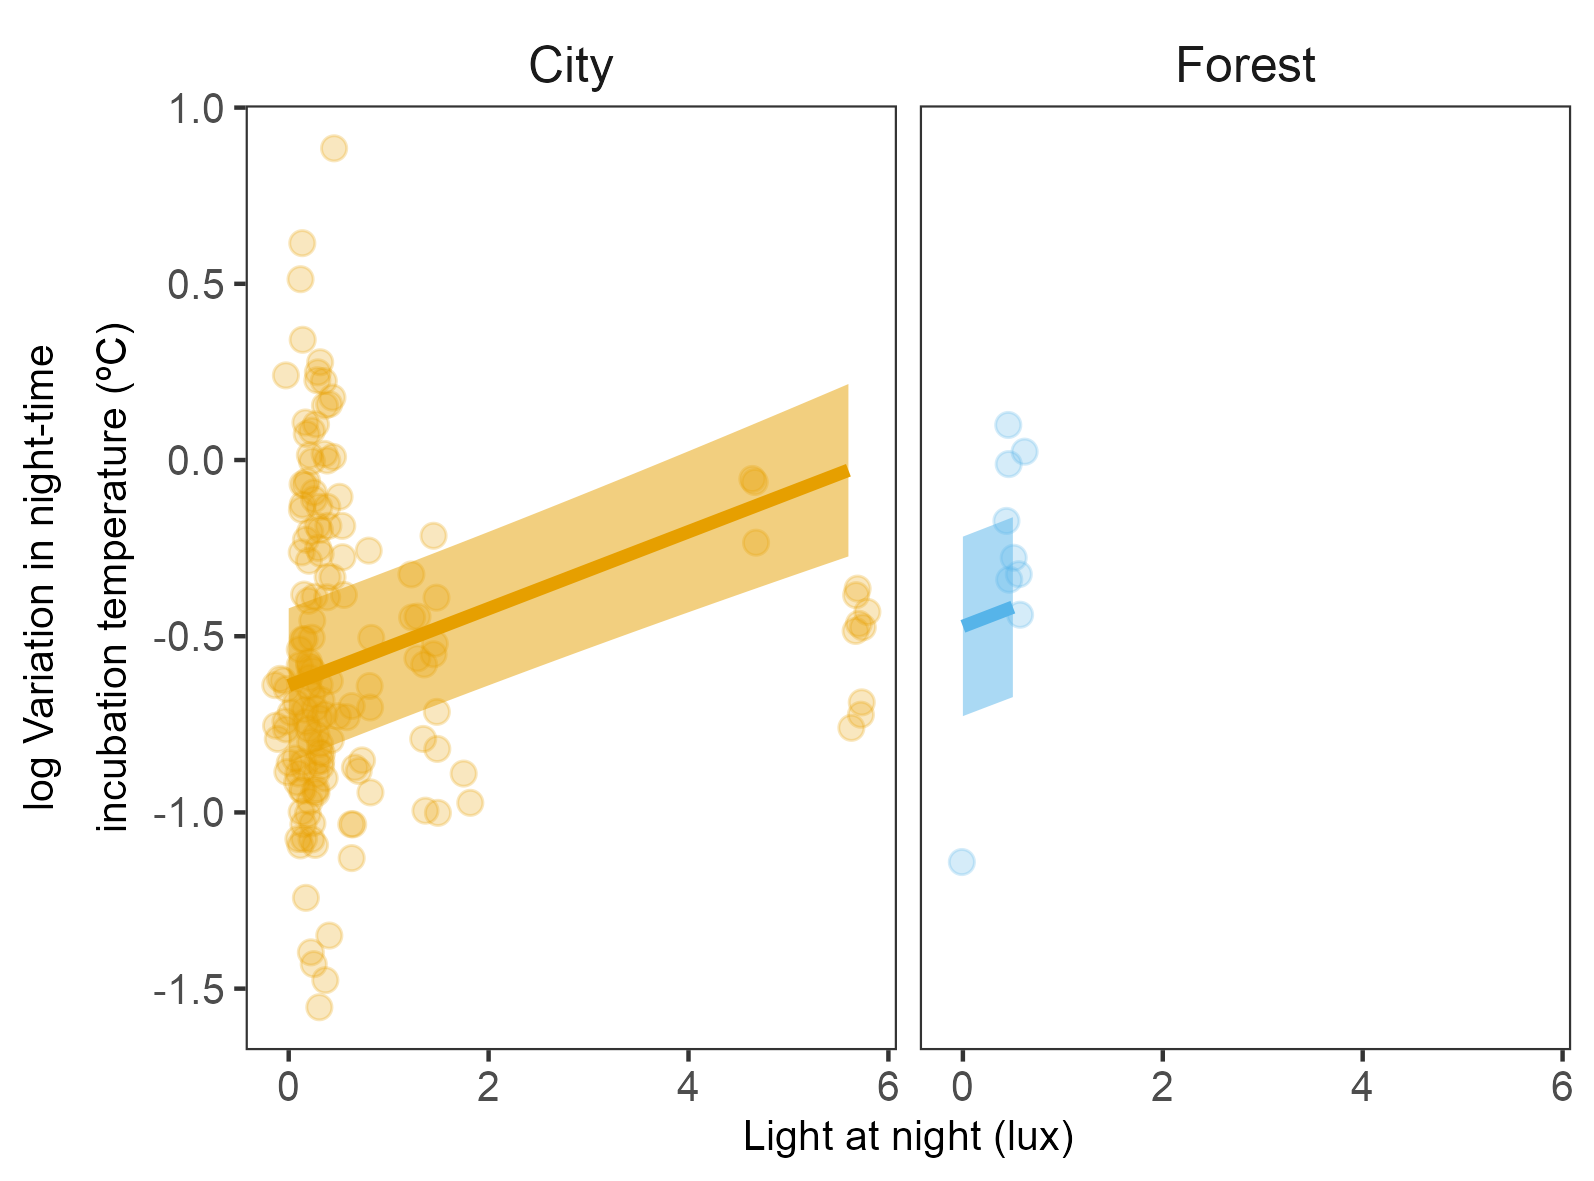 City
Forest
log Variation in night-time
incubation temperature (ºC)
1.0
0.5
0.0
-0.5
-1.0
-1.5
0 2 4 6
0 2 4 6
Light at night (lux)